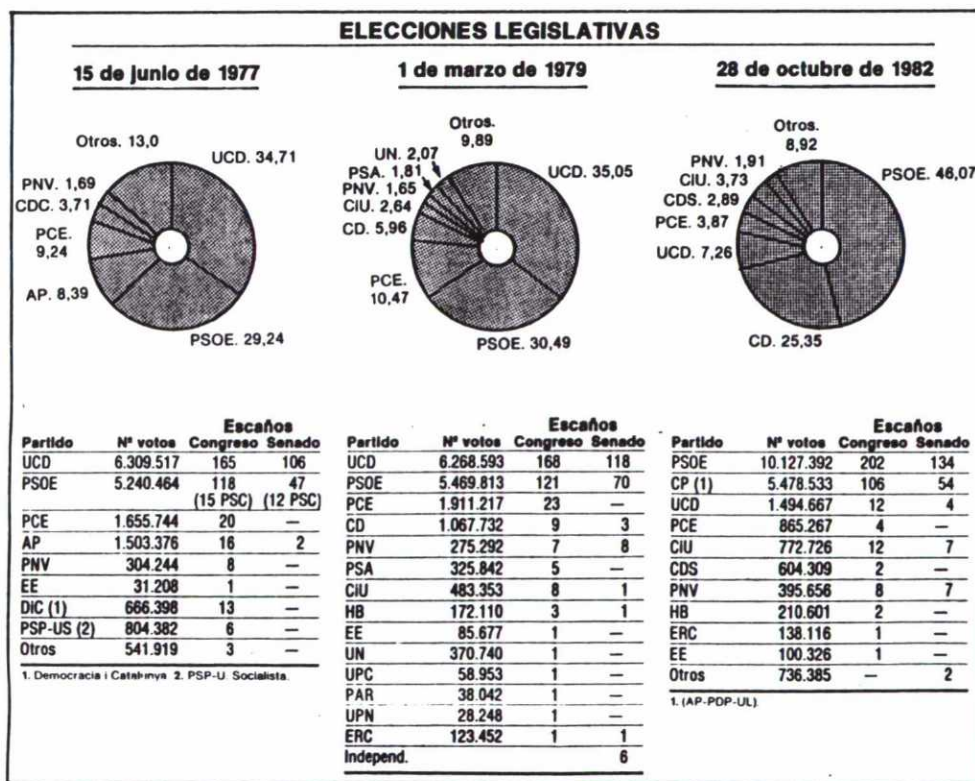 ELECCIONES LEGISLATIVAS
15 de junio de 1977
Otros. 13,0
UCD. 34,71
PNV. 1,69
CDC. 3,71
PCE.
9,24
AP. 8,39
PSOE. 29,24
1 de marzo de 1979
Otros.
9,89
UN. 2,07
PSA. 1,81
UCD. 35,05
PNV. 1,65
CiU. 2,64
CD. 5,96
PCE.
10,47
PSOE. 30,49
28 de octubre de 1982
Otros.
8,92
PNV. 1,91
CiU. 3,73
PSOE. 46,07
CDS. 2,89
PCE. 3,87
UCD. 7,26
CD. 25,35
Escaños
Partido Nª votos Congreso Senado
UCD 6.309.517 165 106
PSOE 5.240.464 118 47
(15 PSC) (12 PSC)
PCE 1.655.744 20 —
AP 1.503.376 16 2
PNV 304.244 8 —
EE 31.208 1 —
DiC (1) 666.398 13 —
PSP-US (2) 804.382 6 —
Otros 541.919 3 —
1. Democracia i Catalunya 2. PSP-U. Socialista.
Escaños
Partido Nª votos Congreso Senado
UCD 6.268.593 168 118
PSOE 5.469.813 121 70
PCE 1.911.217 23 —
CD 1.067.732 9 3
PNV 275.292 7 8
PSA 325.842 5 —
CiU 483.353 8 1
HB 172.110 3 1
EE 85.677 1 —
UN 370.740 1 —
UPC 58.953 1 —
PAR 38.042 1 —
UPN 28.248 1 —
ERC 123.452 1 1
Independ. 6
Escaños
Partido Nª votos Congreso Senado
PSOE 10.127.392 202 134
CP (1) 5.478.533 106 54
UCD 1.494.667 12 4
PCE 865.267 4 —
CiU 772.726 12 7
CDS 604.309 2 —
PNV 395.656 8 7
HB 210.601 2 —
ERC 138.116 1 —
EE 100.326 1 —
Otros 736.385 — 2
1. (AP-PDP-UL)